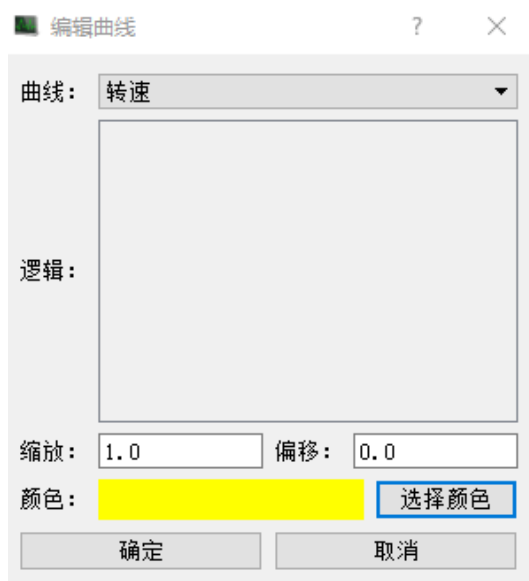 编辑曲线 ?
曲线： 转速
逻辑：
缩放： 1.0 偏移： 0.0
颜色： 选择颜色
确定 取消